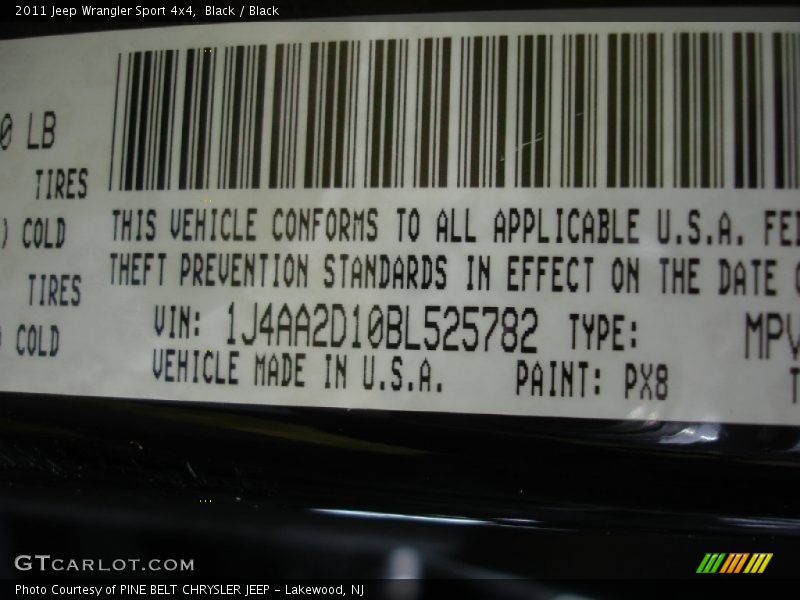 2011 Jeep Wrangler Sport 4x4,  Black / Black
0 LB
TIRES
) COLD
TIRES
COLD
THIS VEHICLE CONFORMS TO ALL APPLICABLE U.S.A. FE
THEFT PREVENTION STANDARDS IN EFFECT ON THE DATE
VIN: 1J4AA2D10BL525782 TYPE: MPV
VEHICLE MADE IN U.S.A. PAINT: PX8 T
GTCARLOT.COM
Photo Courtesy of PINE BELT CHRYSLER JEEP - Lakewood, NJ